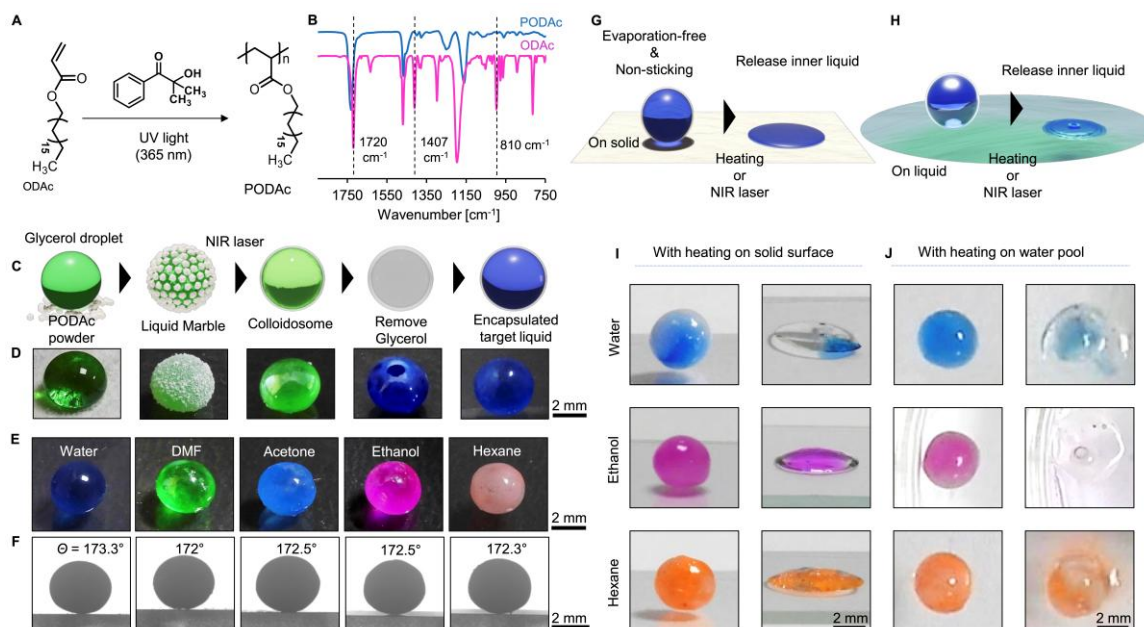 A
O
O
15
H₃C
ODAc
O
OH
CH₃
CH₃
UV light
(365 nm)
n
O
O
15
H₃C
PODAc
B
PODAc
ODAc
1720
cm⁻¹
1407
cm⁻¹
810 cm⁻¹
1750 1550 1350 1150 950 750
Wavenumber [cm⁻¹]
C
Glycerol droplet
NIR laser
PODAc
powder
Liquid Marble
Colloidosome
Remove
Glycerol
Encapsulated
target liquid
D
2 mm
E
Water
DMF
Acetone
Ethanol
Hexane
2 mm
F
Θ = 173.3°
172°
172.5°
172.5°
172.3°
2 mm
G
Evaporation-free
&
Non-sticking
Release inner liquid
On solid
Heating
or
NIR laser
H
Release inner liquid
On liquid
Heating
or
NIR laser
I
With heating on solid surface
J
With heating on water pool
Water
Ethanol
Hexane
2 mm
2 mm